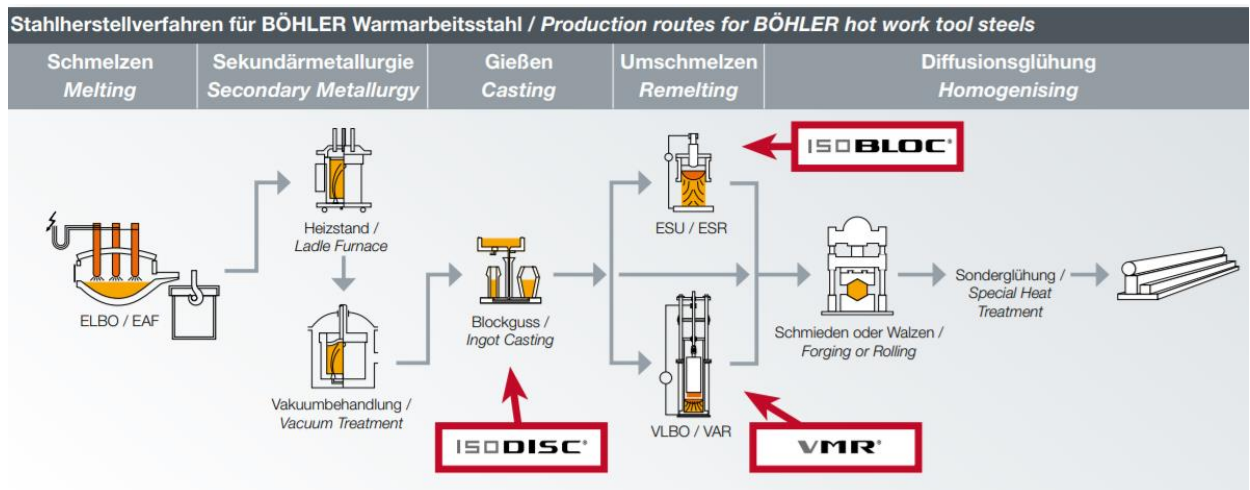 Stahlherstellverfahren für BÖHLER Warmarbeitsstahl / Production routes for BÖHLER hot work tool steels
Schmelzen
Melting
Sekundärmetallurgie
Secondary Metallurgy
Gießen
Casting
Umschmelzen
Remelting
Diffusionsglühung
Homogenising
ISOBLOC®
Heizstand /
Ladle Furnace
ESU / ESR
ELBO / EAF
Blockguss /
Ingot Casting
Sonderglühung /
Special Heat
Treatment
Schmieden oder Walzen /
Forging or Rolling
Vakuumbehandlung /
Vacuum Treatment
VLBO / VAR
ISODISC®
VMR®